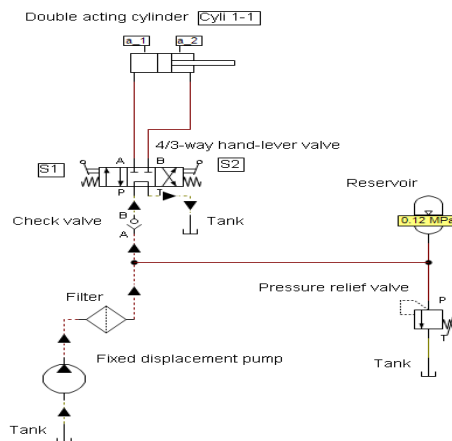 Double acting cylinder Cyli 1-1
a_1 a_2
4/3-way hand-lever valve
A B
S1 S2
P T
Reservoir
B
Check valve
Tank
0.12 MPa
A
Pressure relief valve
Filter
P
T
Fixed displacement pump
Tank
Tank